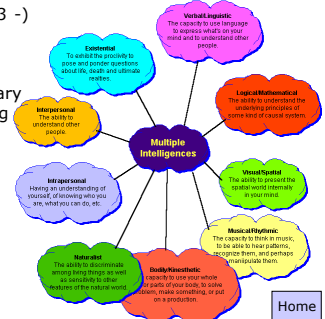 3 -)
ary
g
Verbal/Linguistic
The capacity to use language
to express what's on your
mind and to understand other
people.
Existential
To exhibit the proclivity to
pose and ponder questions
about life, death and ultimate
realties.
Logical/Mathematical
The ability to understand the
underlying principles of
some kind of causal system.
Interpersonal
The ability to
understand other
people.
Multiple
Intelligences
Visual/Spatial
The ability to present the
spatial world internally
in your mind.
Intrapersonal
Having an understanding of
yourself, of knowing who you
are, what you can do, etc.
Musical/Rhythmic
The capacity to think in music,
to be able to hear patterns,
recognize them, and perhaps
manipulate them.
Naturalist
The ability to discriminate
among living things as well
as sensitivity to other
features of the natural world.
Bodily/Kinesthetic
capacity to use your whole
or parts of your body, to solve
oblem, make something, or put
on a production.
Home